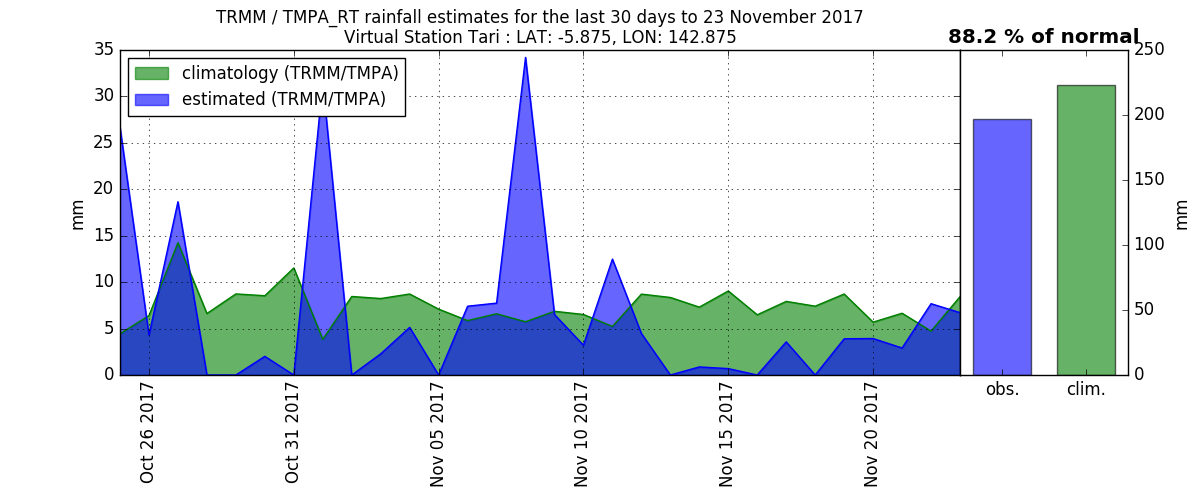 TRMM / TMPA_RT rainfall estimates for the last 30 days to 23 November 2017
Virtual Station Tari : LAT: -5.875, LON: 142.875
88.2 % of normal
climatology (TRMM/TMPA)
estimated (TRMM/TMPA)
35
30
25
20
15
10
5
0
mm
Oct 26 2017
Oct 31 2017
Nov 05 2017
Nov 10 2017
Nov 15 2017
Nov 20 2017
250
200
150
100
50
0
mm
obs.
clim.